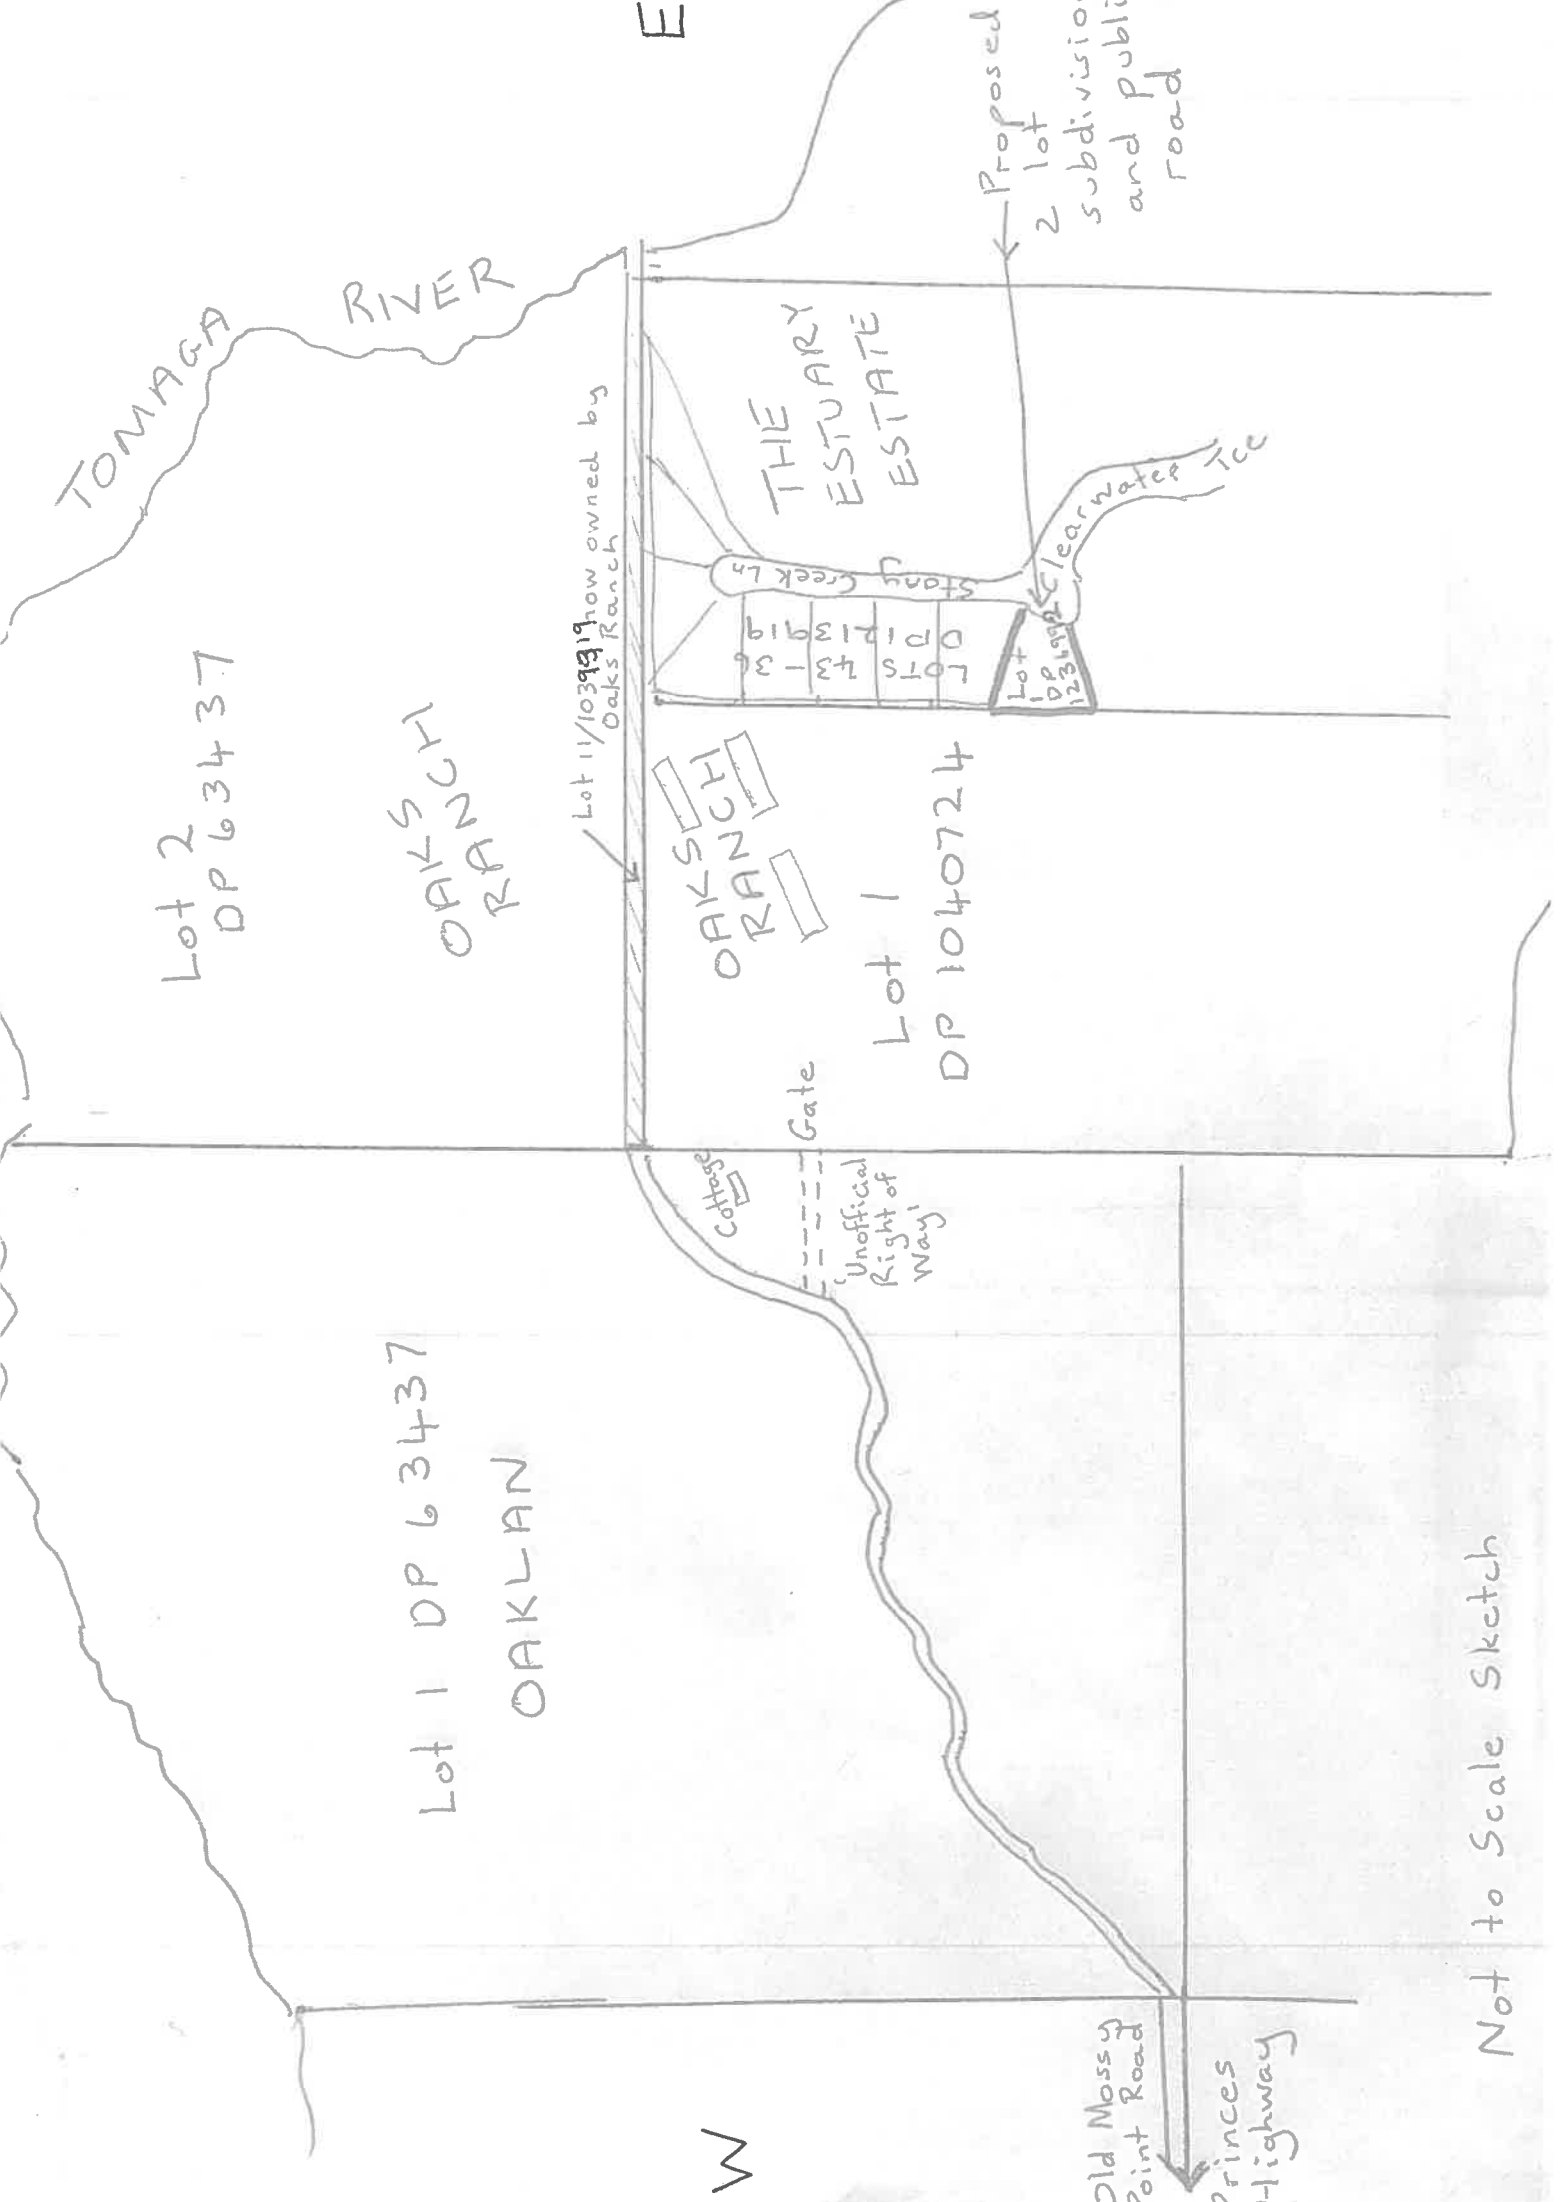 TOMAGA
RIVER
E
Lot 2
DP 63437
OAKS
RANCH
Lot 11/1039919 now owned by
Oaks Ranch
OAKS
RANCH
Lot 1
DP 1040724
THE
ESTUARY
ESTATE
Stony Creek Ln
LOTS 43-36
DP1213919
Lot
1
DP
Clearwater Tce
Proposed
2 lot
subdivision
and public
road
Lot 1 DP 63437
OAKLAN
Cottage
Gate
'Unofficial
Right of
Way'
W
Old Mossy
Point Road
Princes
Highway
Not to Scale Sketch